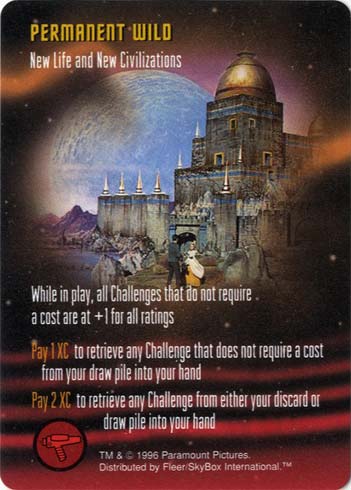 PERMANENT WILD
New Life and New Civilizations
While in play, all Challenges that do not require
a cost are at +1 for all ratings
Pay 1 XC to retrieve any Challenge that does not require a cost
from your draw pile into your hand
Pay 2 XC to retrieve any Challenge from either your discard or
draw pile into your hand
TM & © 1996 Paramount Pictures.
Distributed by Fleer/SkyBox International.™